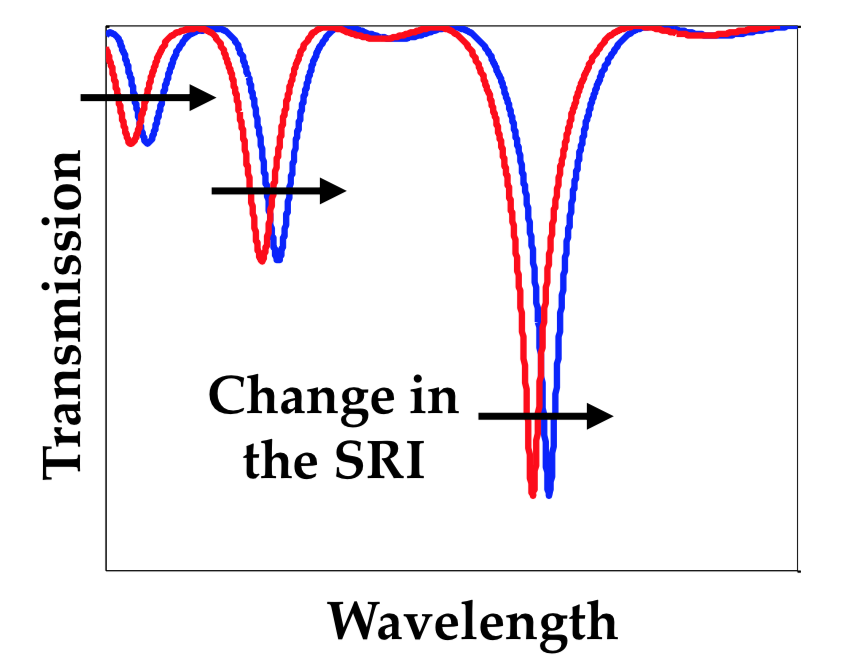 Transmission
Change in
the SRI
Wavelength